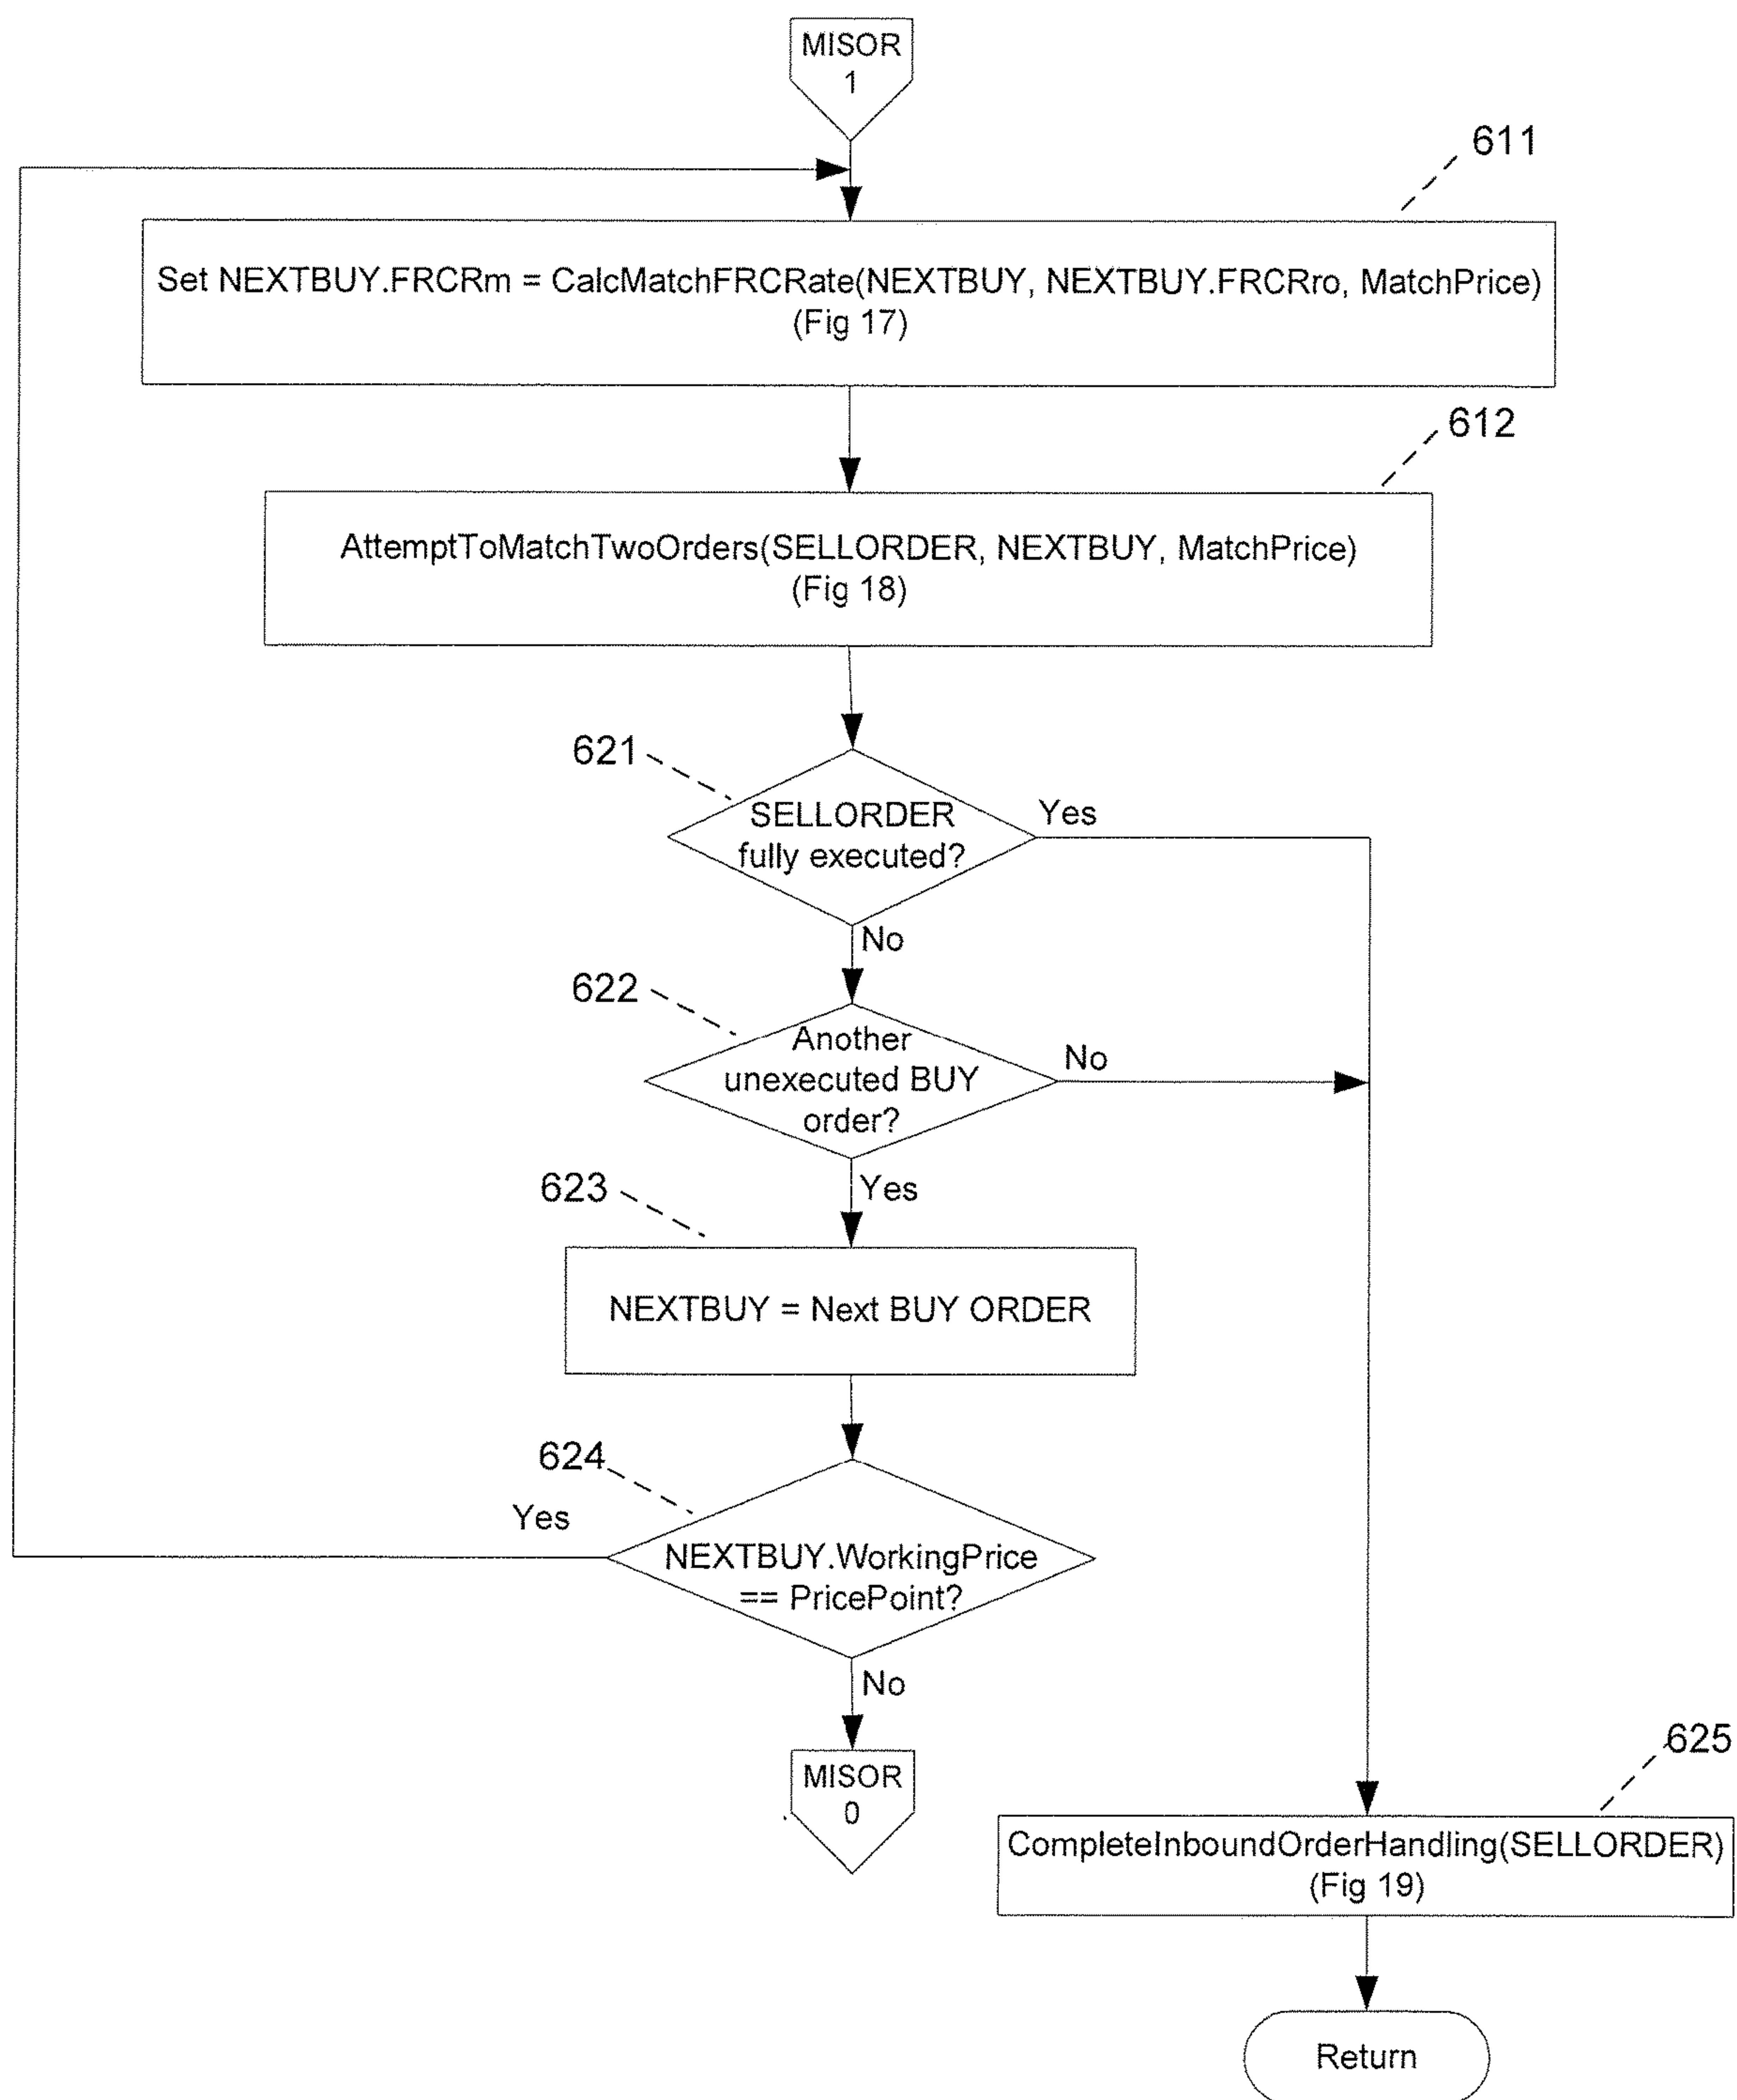 MISOR
1
611
Set NEXTBUY.FRCRm = CalcMatchFRCRate(NEXTBUY, NEXTBUY.FRCRro, MatchPrice)
(Fig 17)
612
AttemptToMatchTwoOrders(SELLORDER, NEXTBUY, MatchPrice)
(Fig 18)
621
SELLORDER
fully executed?
Yes
No
622
Another
unexecuted BUY
order?
No
Yes
623
NEXTBUY = Next BUY ORDER
624
Yes
NEXTBUY.WorkingPrice
== PricePoint?
No
MISOR
0
625
CompleteInboundOrderHandling(SELLORDER)
(Fig 19)
Return